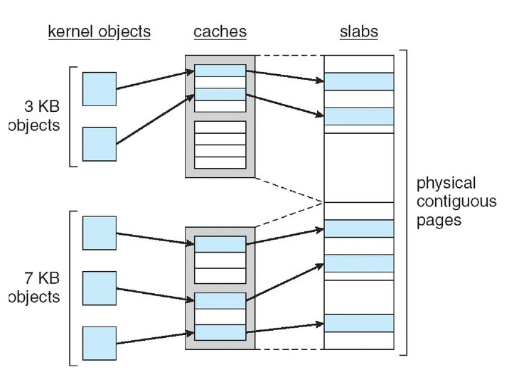 kernel objects
caches
slabs
3 KB
objects
physical
contiguous
pages
7 KB
objects